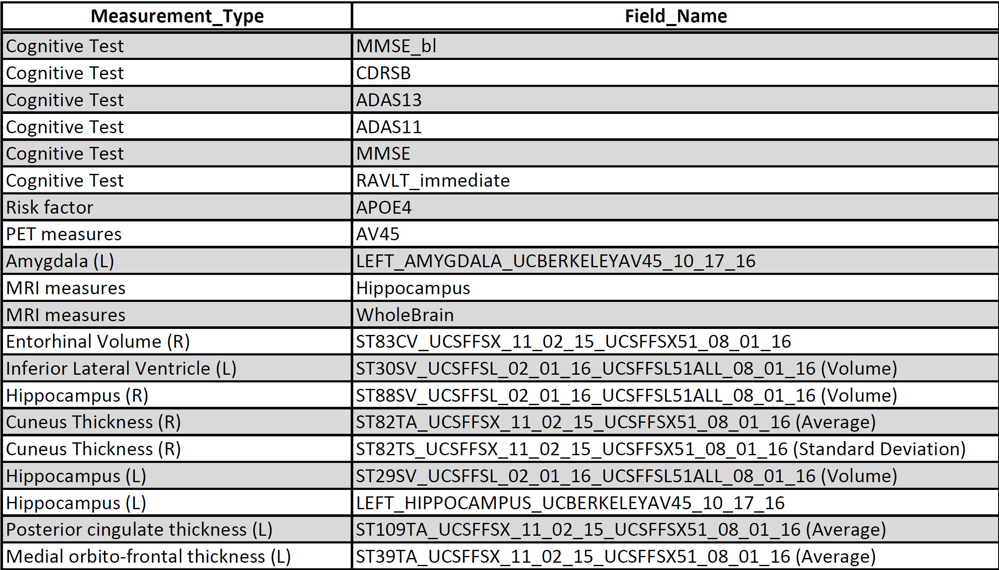 Measurement_Type Field_Name
Cognitive Test MMSE_bl
Cognitive Test CDRSB
Cognitive Test ADAS13
Cognitive Test ADAS11
Cognitive Test MMSE
Cognitive Test RAVLT_immediate
Risk factor APOE4
PET measures AV45
Amygdala (L) LEFT_AMYGDALA_UCBERKELEYAV45_10_17_16
MRI measures Hippocampus
MRI measures WholeBrain
Entorhinal Volume (R) ST83CV_UCSFFSX_11_02_15_UCSFFSX51_08_01_16
Inferior Lateral Ventricle (L) ST30SV_UCSFFSL_02_01_16_UCSFFSL51ALL_08_01_16 (Volume)
Hippocampus (R) ST88SV_UCSFFSL_02_01_16_UCSFFSL51ALL_08_01_16 (Volume)
Cuneus Thickness (R) ST82TA_UCSFFSX_11_02_15_UCSFFSX51_08_01_16 (Average)
Cuneus Thickness (R) ST82TS_UCSFFSX_11_02_15_UCSFFSX51_08_01_16 (Standard Deviation)
Hippocampus (L) ST29SV_UCSFFSL_02_01_16_UCSFFSL51ALL_08_01_16 (Volume)
Hippocampus (L) LEFT_HIPPOCAMPUS_UCBERKELEYAV45_10_17_16
Posterior cingulate thickness (L) ST109TA_UCSFFSX_11_02_15_UCSFFSX51_08_01_16 (Average)
Medial orbito-frontal thickness (L) ST39TA_UCSFFSX_11_02_15_UCSFFSX51_08_01_16 (Average)